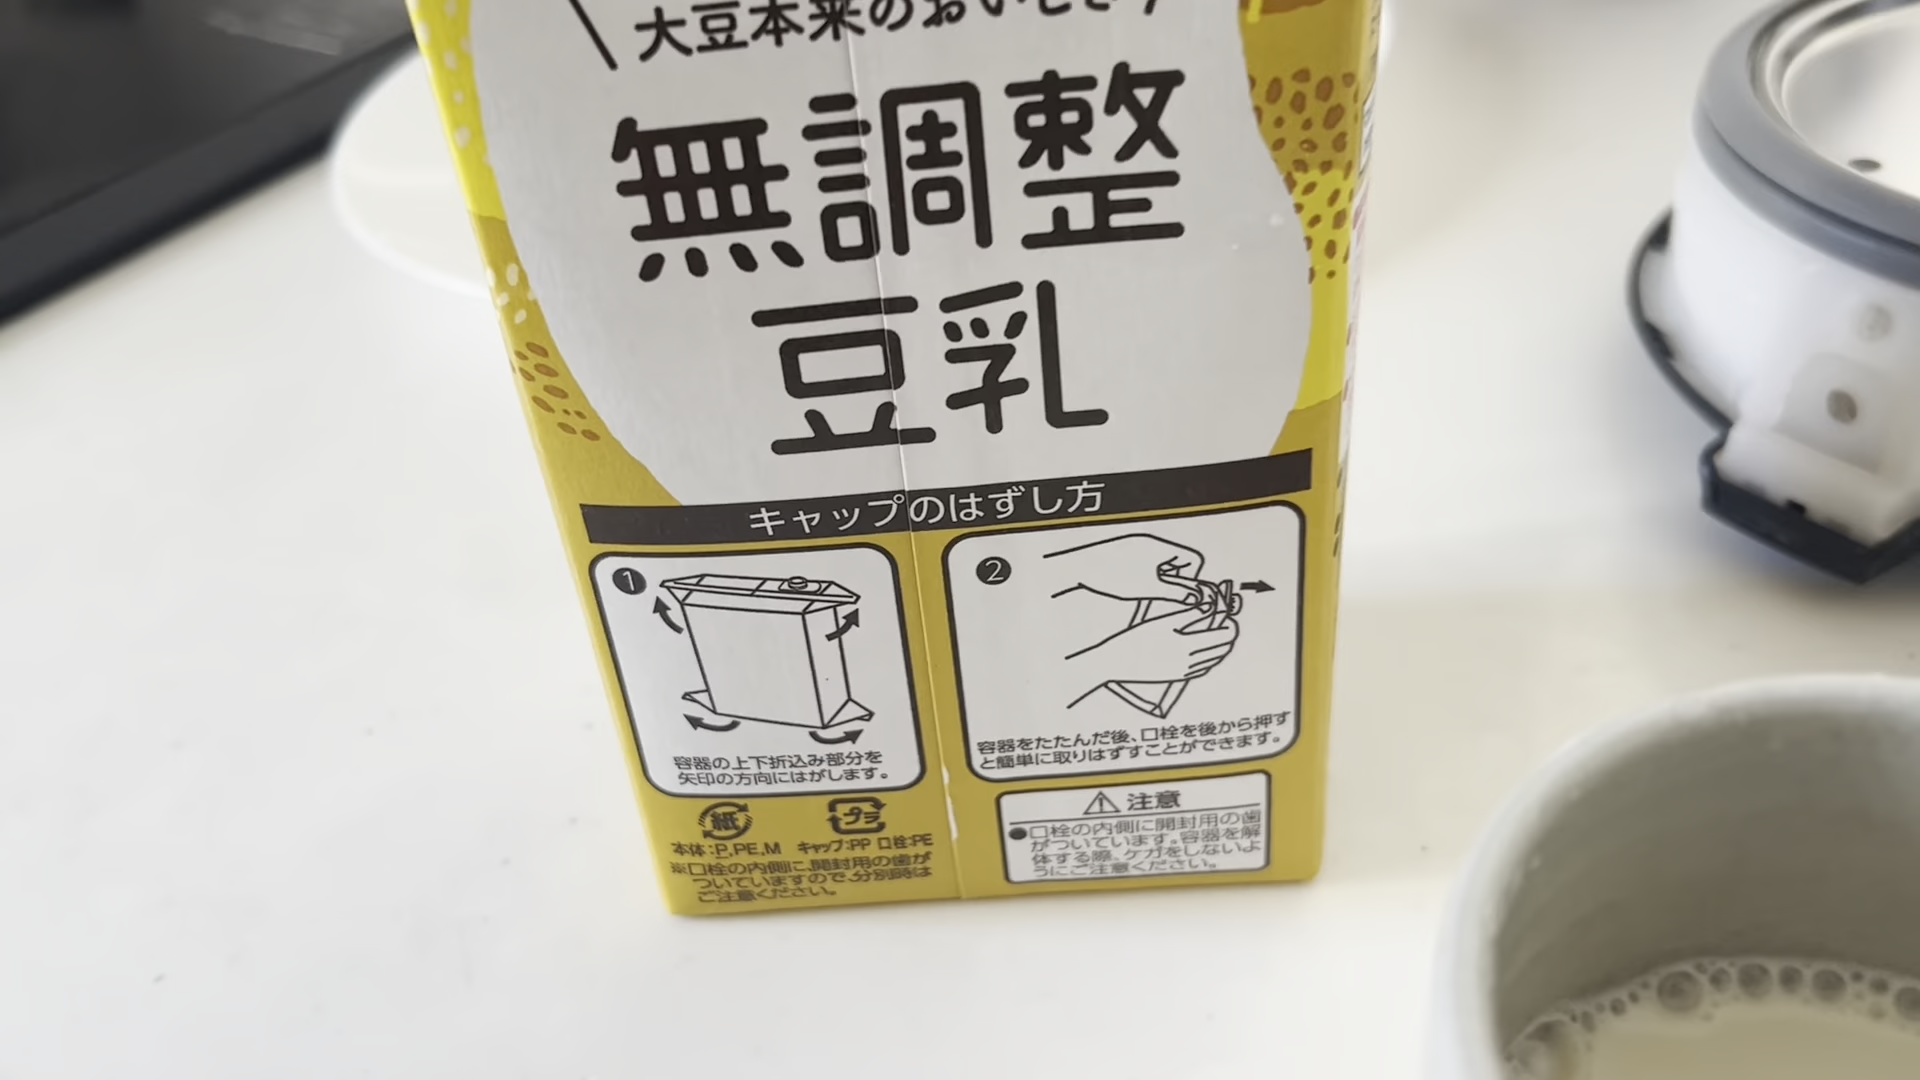 大豆本来のおいしさ
無調整
豆乳
キャップのはずし方
1
容器の上下折込み部分を
矢印の方向にはがします。
2
容器をたたんだ後、口栓を後から押す
と簡単に取りはずすことができます。
紙
プラ
本体:P,PE,M キャップ:PP 口栓:PE
※口栓の内側に、開封用の歯が
ついていますので、分別時は
ご注意ください。
注意
●口栓の内側に開封用の歯
がついています。容器を解
体する際、ケガをしないよ
うにご注意ください。